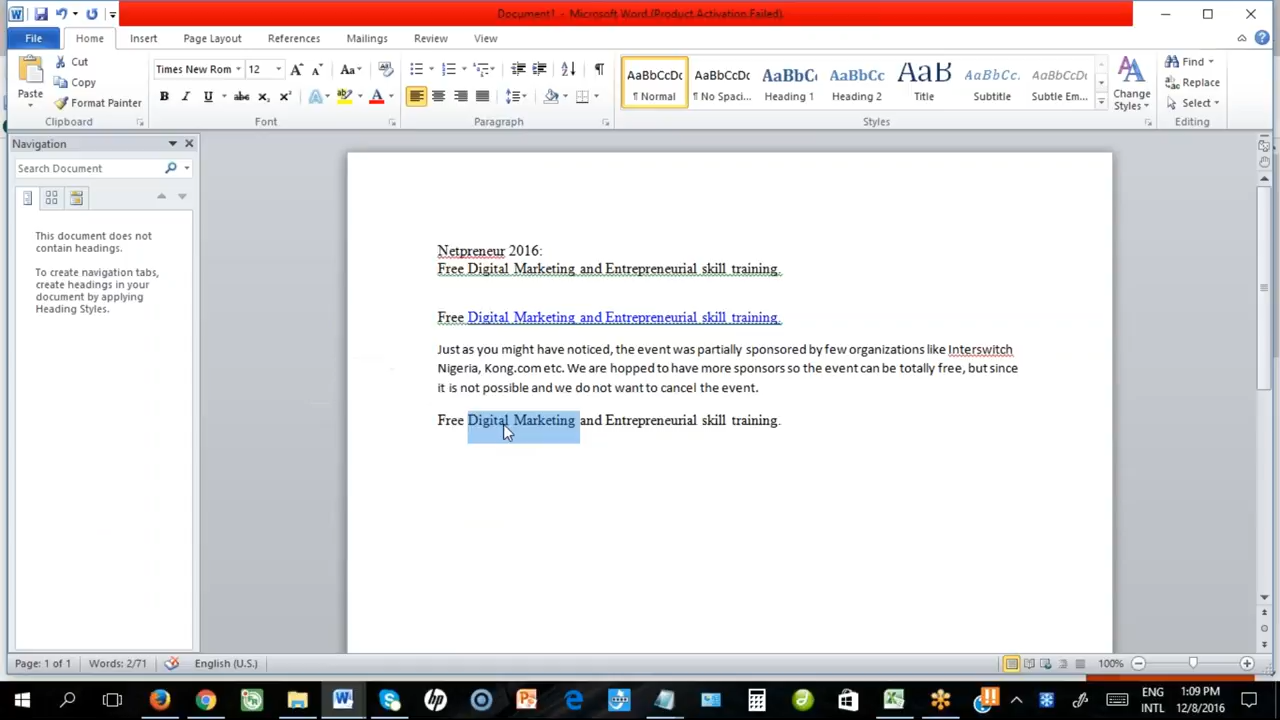 Document1 - Microsoft Word (Product Activation Failed)
File Home Insert Page Layout References Mailings Review View
Paste
Cut
Copy
Format Painter
Clipboard
Times New Rom 12
Font
Paragraph
AaBbCcDc AaBbCcDc AaBbC( AaBbCc AaB AaBbCc. AaBbCcDc
¶ Normal ¶ No Spaci... Heading 1 Heading 2 Title Subtitle Subtle Em...
Change
Styles
Styles
Find
Replace
Select
Editing
Navigation
Search Document
This document does not
contain headings.
To create navigation tabs,
create headings in your
document by applying
Heading Styles.
Netpreneur 2016:
Free Digital Marketing and Entrepreneurial skill training.
Free Digital Marketing and Entrepreneurial skill training.
Just as you might have noticed, the event was partially sponsored by few organizations like Interswitch
Nigeria, Kong.com etc. We are hopped to have more sponsors so the event can be totally free, but since
it is not possible and we do not want to cancel the event.
Free Digital Marketing and Entrepreneurial skill training.
Page: 1 of 1 Words: 2/71 English (U.S.) 100%
ENG 1:09 PM
INTL 12/8/2016